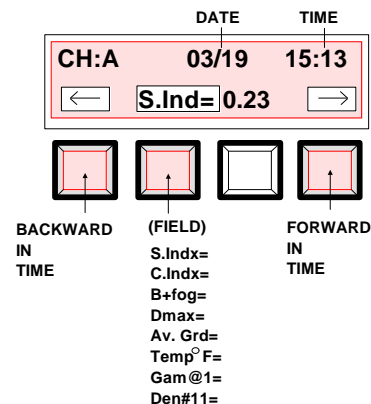 DATE TIME
CH:A 03/19 15:13
← S.Ind= 0.23 →
BACKWARD IN TIME
(FIELD)
S.Indx=
C.Indx=
B+fog=
Dmax=
Av. Grd=
Temp°F=
Gam@1=
Den#11=
FORWARD IN TIME